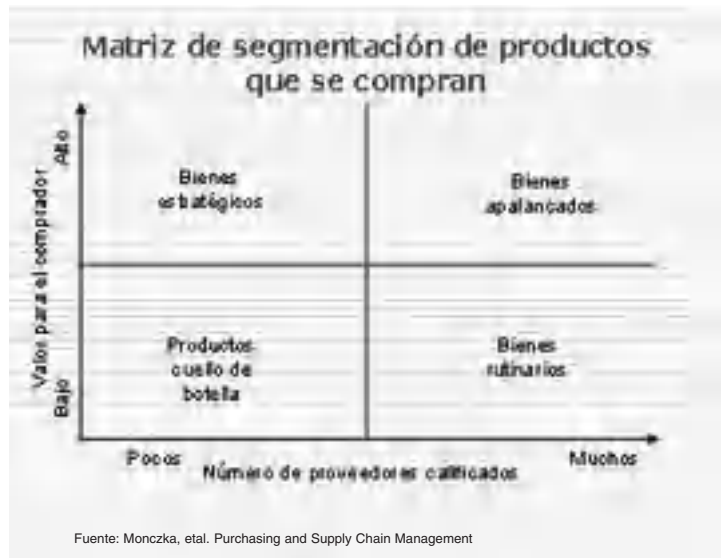 Matriz de segmentación de productos
que se compran
Alto
Valos para el comprador
Bajo
Bienes
estratégicos
Bienes
apalancados
Productos
cuello de
botella
Bienes
rutinarios
Pocos
Número de proveedores calificados
Muchos
Fuente: Monczka, etal. Purchasing and Supply Chain Management